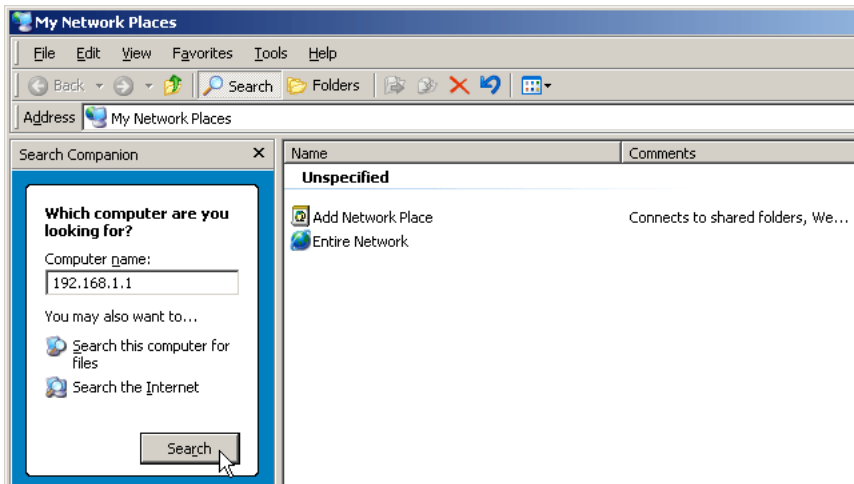 My Network Places
File Edit View Favorites Tools Help
Back Search Folders
Address My Network Places
Search Companion
Name Comments
Unspecified
Add Network Place Connects to shared folders, We...
Entire Network
Which computer are you
looking for?
Computer name:
192.168.1.1
You may also want to...
Search this computer for
files
Search the Internet
Search